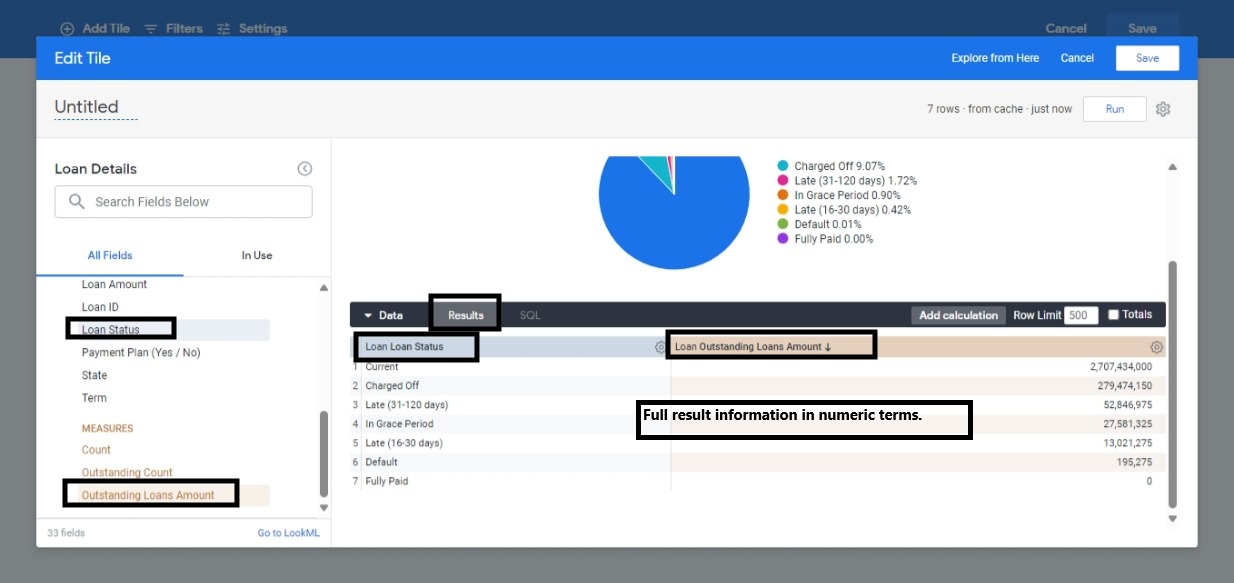 Add Tile Filters Settings Cancel Save
Edit Tile Explore from Here Cancel Save
Untitled 7 rows · from cache · just now Run
Loan Details
Search Fields Below
All Fields In Use
Loan Amount
Loan ID
Loan Status
Payment Plan (Yes / No)
State
Term
MEASURES
Count
Outstanding Count
Outstanding Loans Amount
33 fields Go to LookML
Charged Off 9.07%
Late (31-120 days) 1.72%
In Grace Period 0.90%
Late (16-30 days) 0.42%
Default 0.01%
Fully Paid 0.00%
Data Results SQL Add calculation Row Limit 500 Totals
Loan Loan Status Loan Outstanding Loans Amount ↓
1 Current 2,707,434,000
2 Charged Off 279,474,150
3 Late (31-120 days) 52,846,975
Full result information in numeric terms.
4 In Grace Period 27,581,325
5 Late (16-30 days) 13,021,275
6 Default 195,275
7 Fully Paid 0